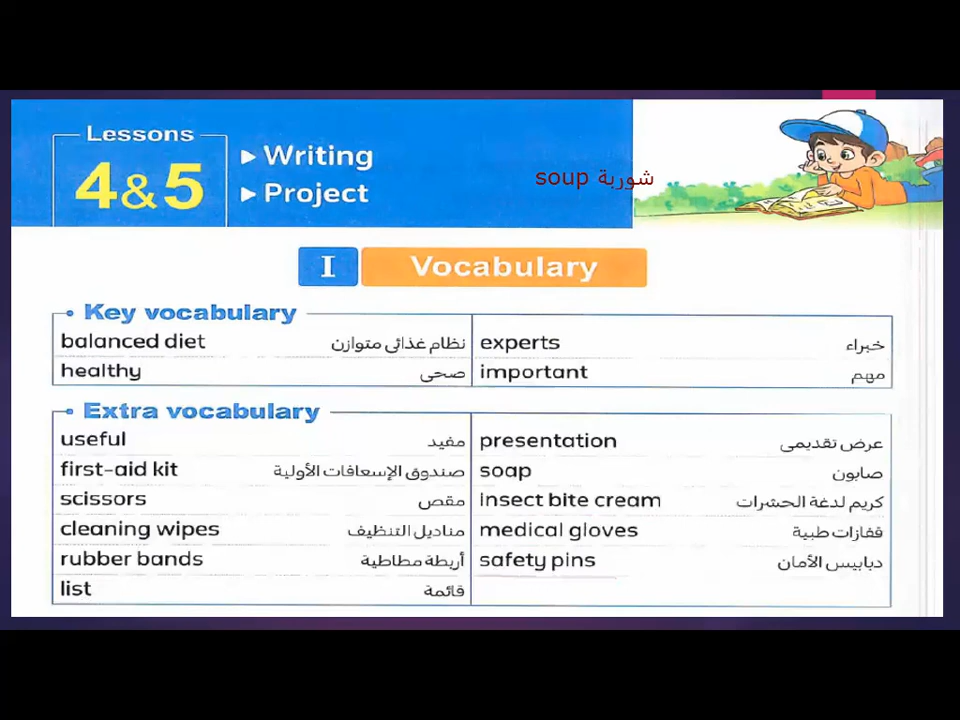 Lessons
4&5
► Writing
► Project
soup شوربة
I Vocabulary
Key vocabulary
balanced diet نظام غذائى متوازن experts خبراء
healthy صحى important مهم
Extra vocabulary
useful مفيد presentation عرض تقديمى
first-aid kit صندوق الإسعافات الأولية soap صابون
scissors مقص insect bite cream كريم لدغة الحشرات
cleaning wipes مناديل التنظيف medical gloves قفازات طبية
rubber bands أربطة مطاطية safety pins دبابيس الأمان
list قائمة